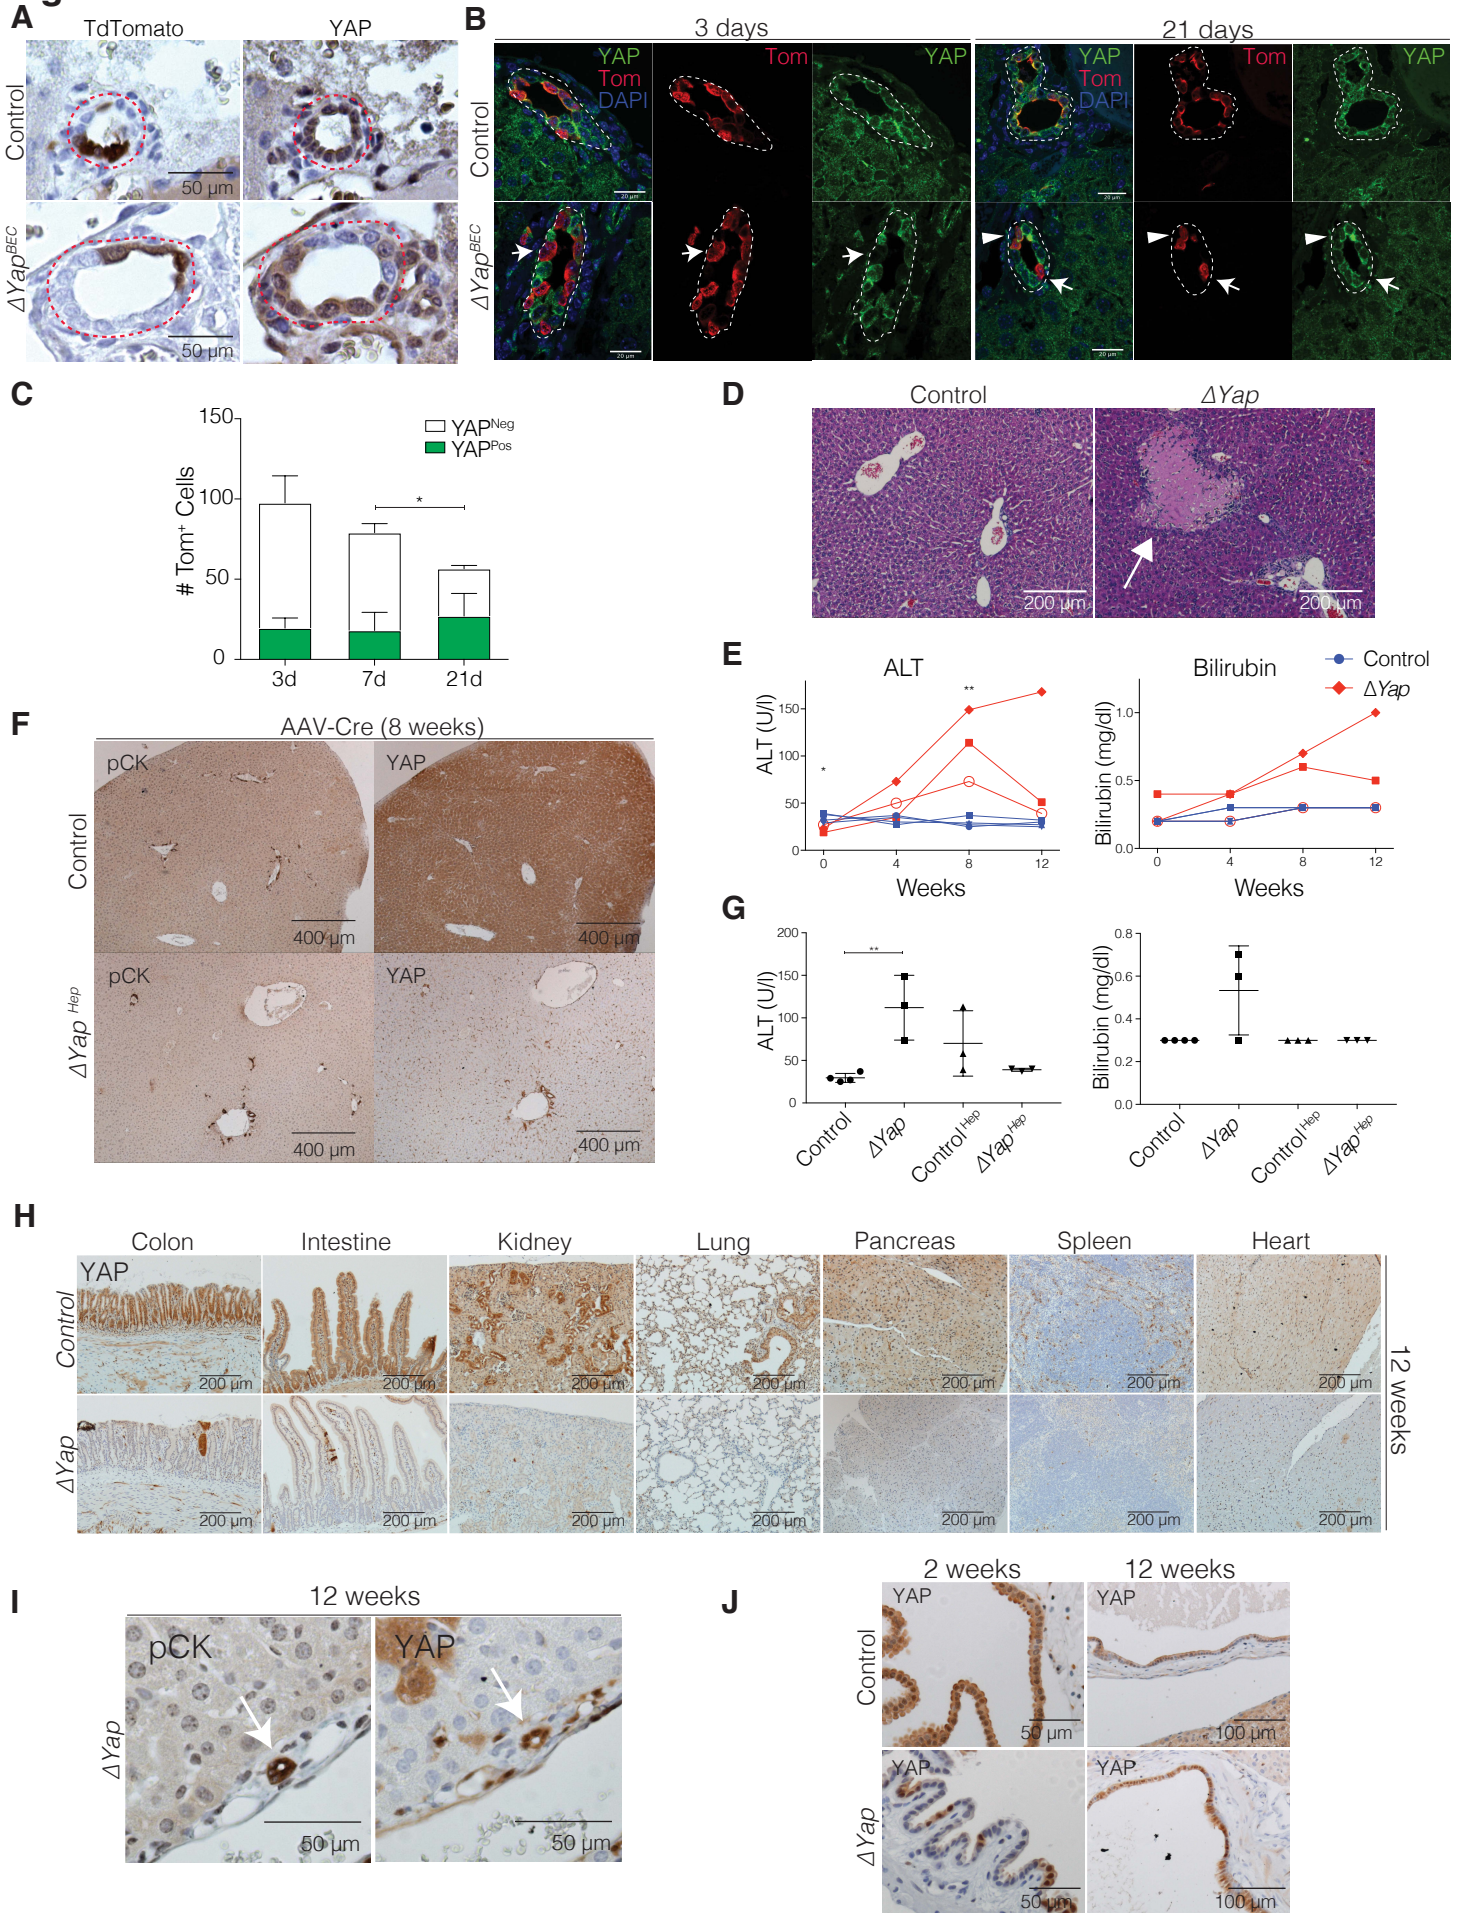 A
TdTomato
YAP
Control
50 µm
ΔYap^BEC
50 µm
B
3 days
21 days
YAP
Tom
DAPI
Tom
YAP
YAP
Tom
DAPI
Tom
YAP
Control
20 µm
20 µm
ΔYap^BEC
20 µm
20 µm
C
150
100
50
0
# Tom+ Cells
YAP^Neg
YAP^Pos
*
3d
7d
21d
D
Control
ΔYap
200 µm
200 µm
E
ALT
Bilirubin
Control
ΔYap
ALT (U/l)
150
100
50
0
*
**
0
4
8
12
Weeks
Bilirubin (mg/dl)
1.0
0.5
0.0
0
4
8
12
Weeks
F
AAV-Cre (8 weeks)
pCK
YAP
Control
400 µm
400 µm
pCK
YAP
ΔYap^Hep
400 µm
400 µm
G
ALT (U/l)
200
150
100
50
0
**
Control
ΔYap
Control^Hep
ΔYap^Hep
Bilirubin (mg/dl)
0.8
0.6
0.4
0.2
0.0
Control
ΔYap
Control^Hep
ΔYap^Hep
H
Colon
Intestine
Kidney
Lung
Pancreas
Spleen
Heart
YAP
Control
200 µm
200 µm
200 µm
200 µm
200 µm
200 µm
200 µm
ΔYap
200 µm
200 µm
200 µm
200 µm
200 µm
200 µm
200 µm
12 weeks
I
12 weeks
pCK
YAP
ΔYap
50 µm
50 µm
J
2 weeks
12 weeks
YAP
YAP
Control
50 µm
100 µm
YAP
YAP
ΔYap
50 µm
100 µm